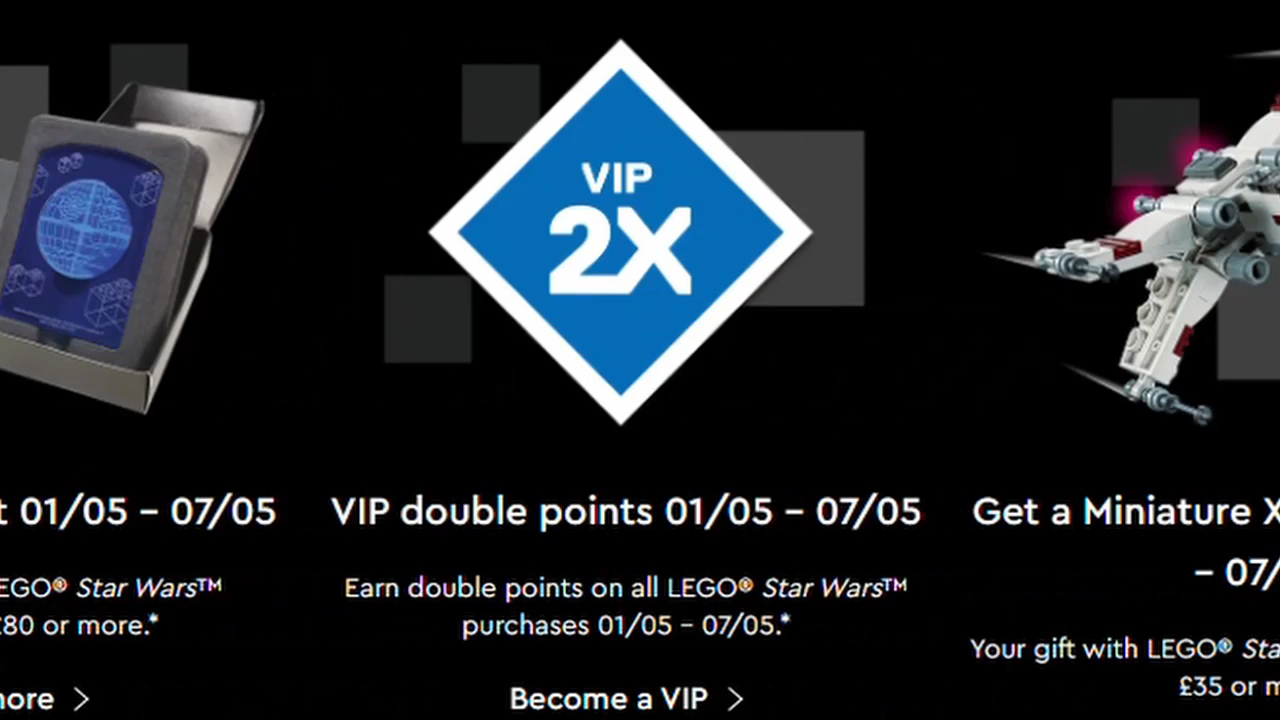 VIP
2X
t 01/05 – 07/05
EGO® Star Wars™
£80 or more.*
more >
VIP double points 01/05 – 07/05
Earn double points on all LEGO® Star Wars™
purchases 01/05 – 07/05.*
Become a VIP >
Get a Miniature X
– 07/
Your gift with LEGO® Sta
£35 or m